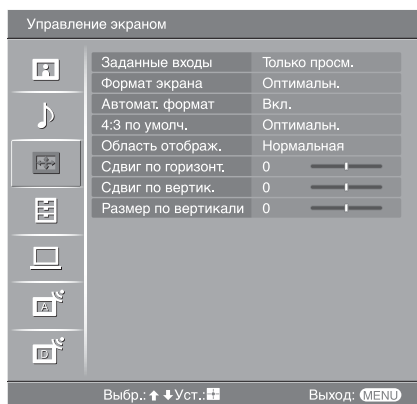 Управление экраном
Заданные входы Только просм.
Формат экрана Оптимальн.
Автомат. формат Вкл.
4:3 по умолч. Оптимальн.
Область отображ. Нормальная
Сдвиг по горизонт. 0
Сдвиг по вертик. 0
Размер по вертикали 0
A
D
Выбр.: Уст.: Выход: MENU